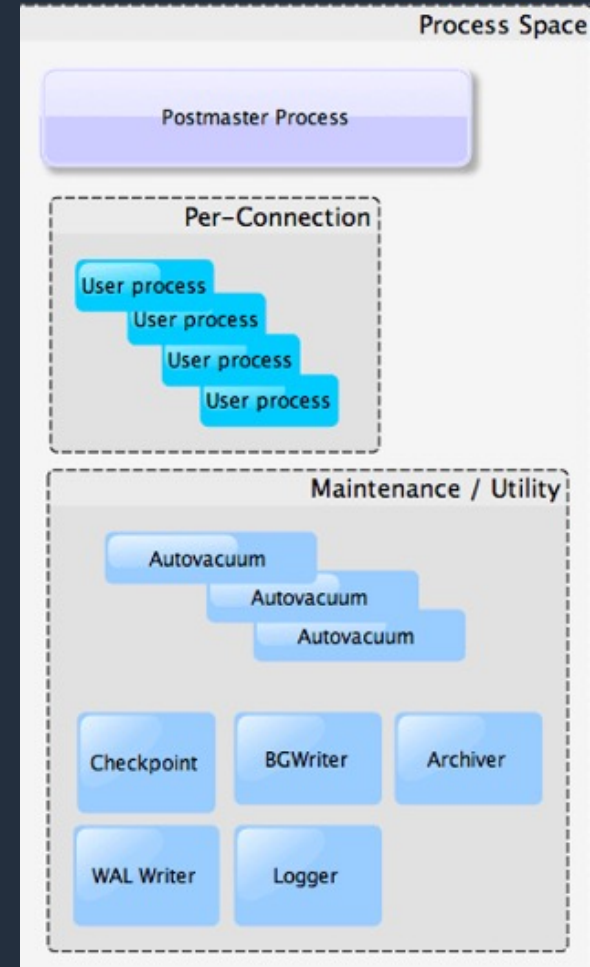 Process Space
Postmaster Process
Per-Connection
User process
User process
User process
User process
Maintenance / Utility
Autovacuum
Autovacuum
Autovacuum
Checkpoint
BGWriter
Archiver
WAL Writer
Logger